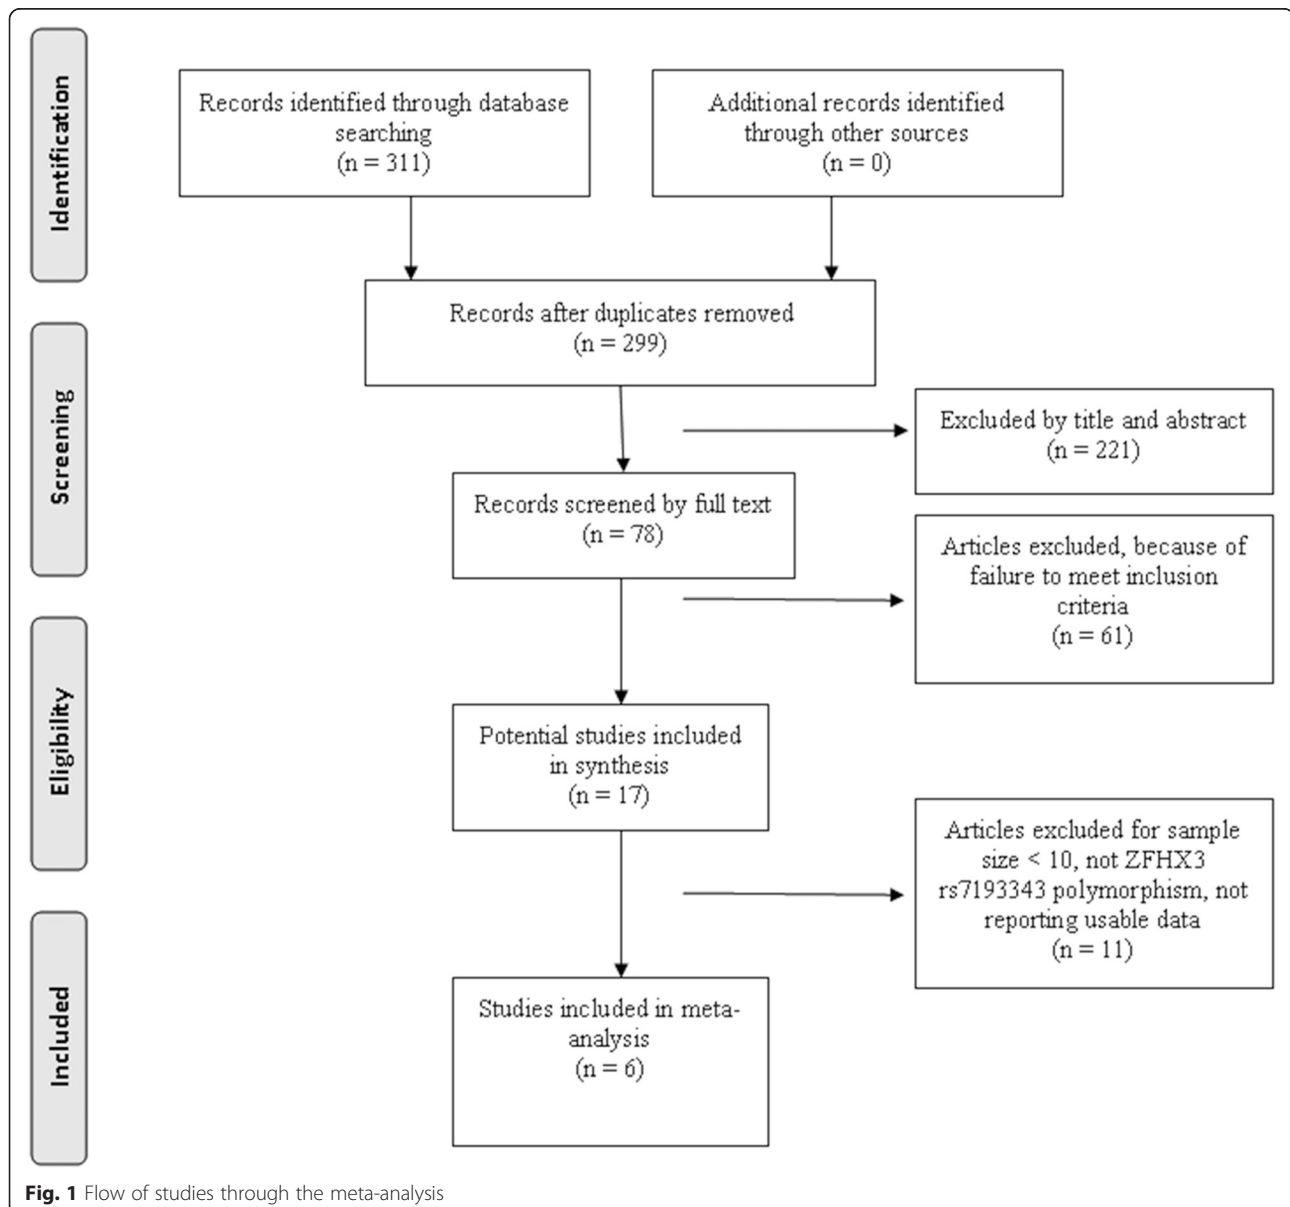 Identification
Records identified through database
searching
(n = 311)
Additional records identified
through other sources
(n = 0)
Records after duplicates removed
(n = 299)
Screening
Excluded by title and abstract
(n = 221)
Records screened by full text
(n = 78)
Articles excluded, because of
failure to meet inclusion
criteria
(n = 61)
Eligibility
Potential studies included
in synthesis
(n = 17)
Articles excluded for sample
size < 10, not ZFHX3
rs7193343 polymorphism, not
reporting usable data
(n = 11)
Included
Studies included in meta-
analysis
(n = 6)
Fig. 1 Flow of studies through the meta-analysis